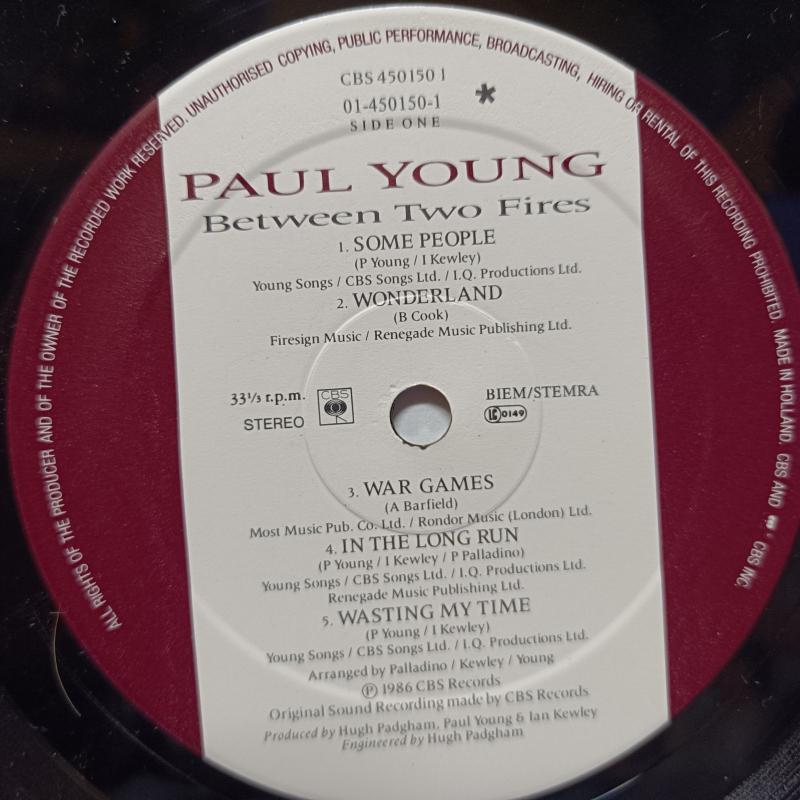 ALL RIGHTS OF THE PRODUCER AND OF THE OWNER OF THE RECORDED WORK RESERVED. UNAUTHORISED COPYING, PUBLIC PERFORMANCE, BROADCASTING, HIRING OR RENTAL OF THIS RECORDING PROHIBITED. MADE IN HOLLAND. CBS AND CBS INC.
CBS 450150 1
01-450150-1 *
SIDE ONE
PAUL YOUNG
Between Two Fires
1. SOME PEOPLE
(P Young / I Kewley)
Young Songs / CBS Songs Ltd. / I.Q. Productions Ltd.
2. WONDERLAND
(B Cook)
Firesign Music / Renegade Music Publishing Ltd.
33⅓ r.p.m. CBS BIEM/STEMRA
STEREO LC 0149
3. WAR GAMES
(A Barfield)
Most Music Pub. Co. Ltd. / Rondor Music (London) Ltd.
4. IN THE LONG RUN
(P Young / I Kewley / P Palladino)
Young Songs / CBS Songs Ltd. / I.Q. Productions Ltd.
Renegade Music Publishing Ltd.
5. WASTING MY TIME
(P Young / I Kewley)
Young Songs / CBS Songs Ltd. / I.Q. Productions Ltd.
Arranged by Palladino / Kewley / Young
℗ 1986 CBS Records
Original Sound Recording made by CBS Records
Produced by Hugh Padgham, Paul Young & Ian Kewley
Engineered by Hugh Padgham